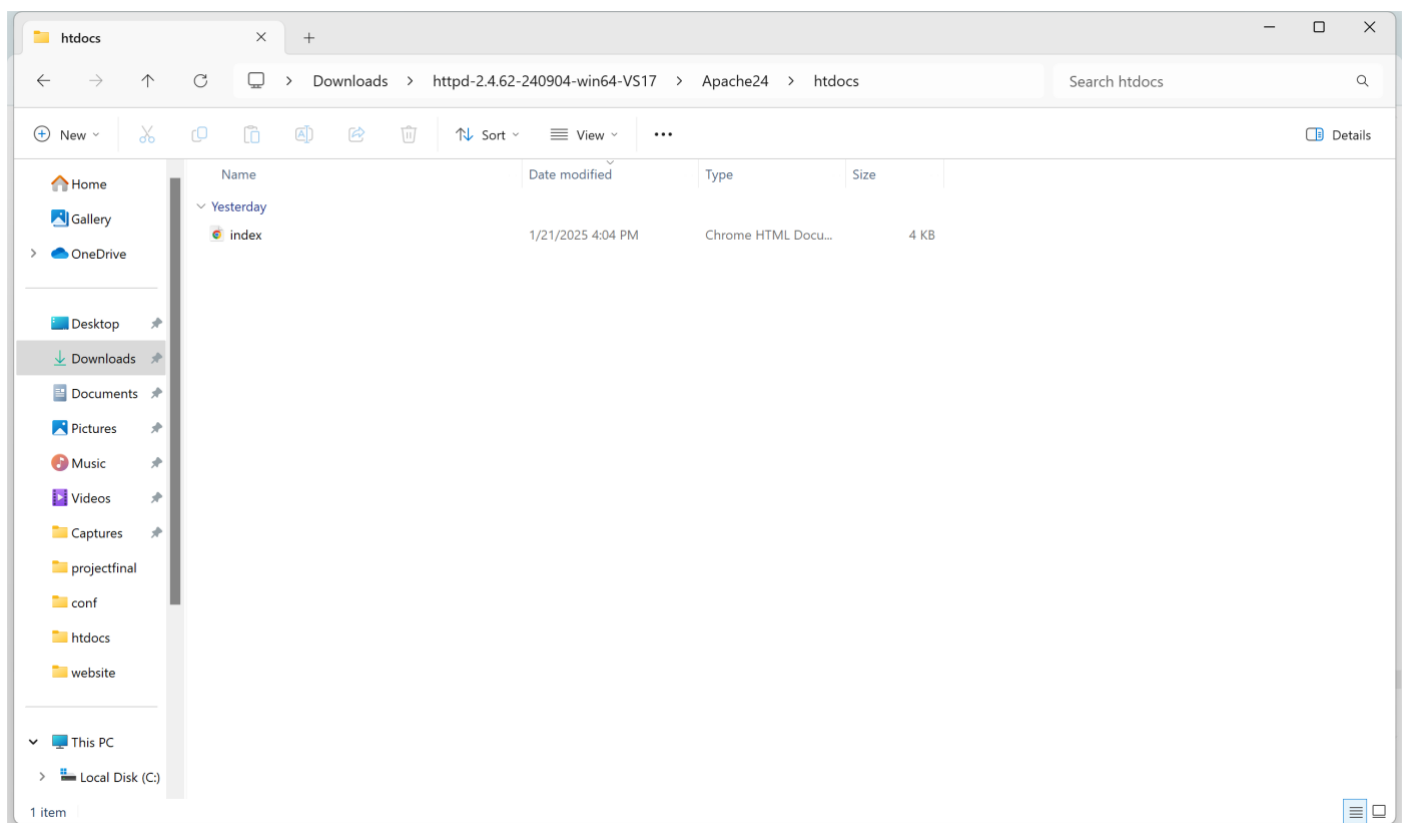 htdocs
Downloads > httpd-2.4.62-240904-win64-VS17 > Apache24 > htdocs
Search htdocs
New
Sort
View
Details
Home
Gallery
OneDrive
Desktop
Downloads
Documents
Pictures
Music
Videos
Captures
projectfinal
conf
htdocs
website
This PC
Local Disk (C:)
Name Date modified Type Size
Yesterday
index 1/21/2025 4:04 PM Chrome HTML Docu... 4 KB
1 item